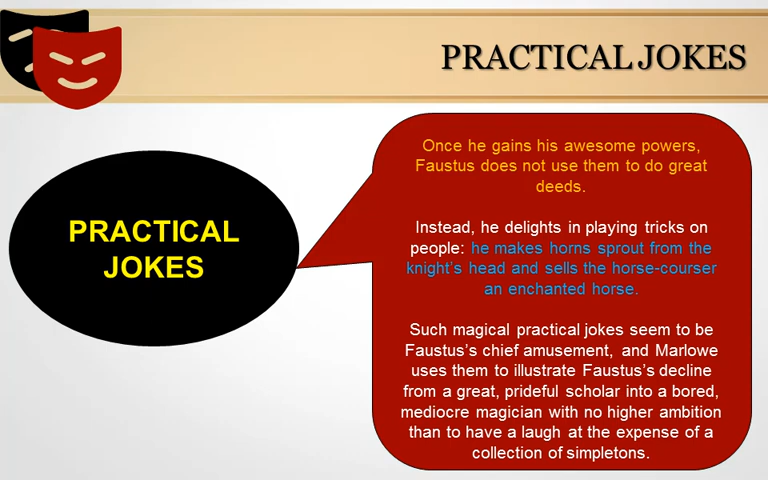 PRACTICAL JOKES
PRACTICAL
JOKES
Once he gains his awesome powers,
Faustus does not use them to do great
deeds.
Instead, he delights in playing tricks on
people: he makes horns sprout from the
knight’s head and sells the horse-courser
an enchanted horse.
Such magical practical jokes seem to be
Faustus’s chief amusement, and Marlowe
uses them to illustrate Faustus’s decline
from a great, prideful scholar into a bored,
mediocre magician with no higher ambition
than to have a laugh at the expense of a
collection of simpletons.